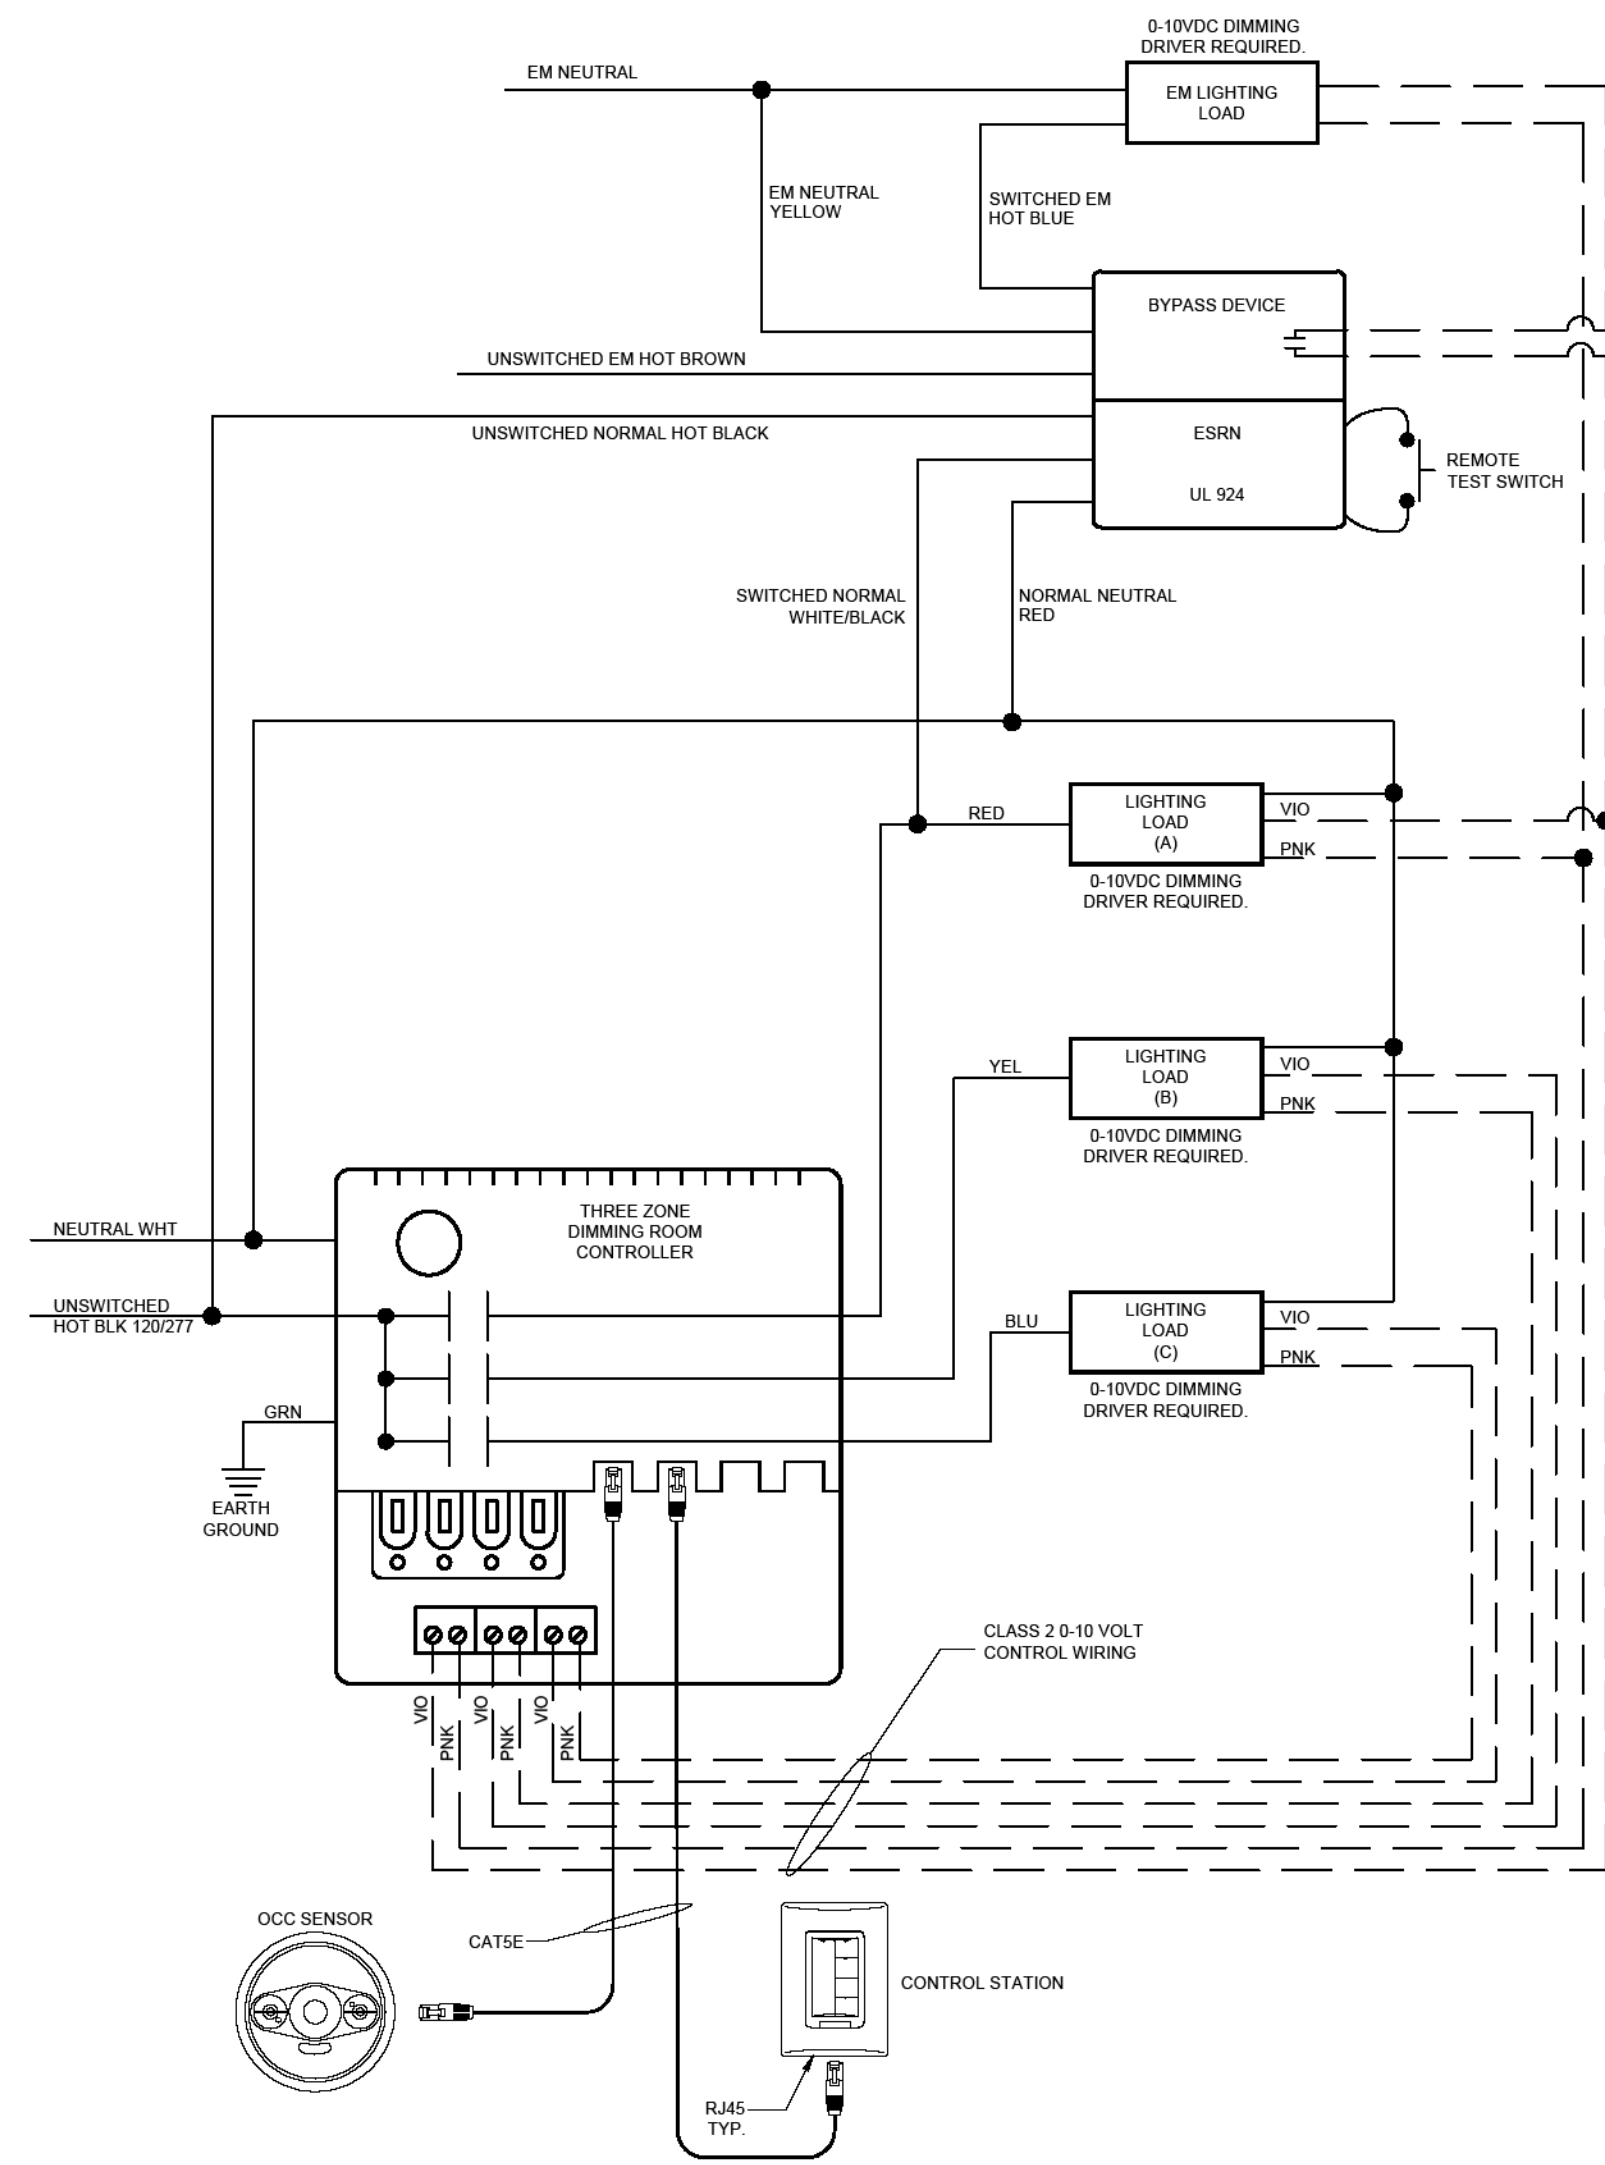 0-10VDC DIMMING
DRIVER REQUIRED.
EM NEUTRAL
EM LIGHTING
LOAD
EM NEUTRAL
YELLOW
SWITCHED EM
HOT BLUE
BYPASS DEVICE
UNSWITCHED EM HOT BROWN
UNSWITCHED NORMAL HOT BLACK
ESRN
UL 924
REMOTE
TEST SWITCH
SWITCHED NORMAL
WHITE/BLACK
NORMAL NEUTRAL
RED
RED
LIGHTING
LOAD
(A)
VIO
PNK
0-10VDC DIMMING
DRIVER REQUIRED.
YEL
LIGHTING
LOAD
(B)
VIO
PNK
0-10VDC DIMMING
DRIVER REQUIRED.
THREE ZONE
DIMMING ROOM
CONTROLLER
NEUTRAL WHT
UNSWITCHED
HOT BLK 120/277
BLU
LIGHTING
LOAD
(C)
VIO
PNK
0-10VDC DIMMING
DRIVER REQUIRED.
GRN
EARTH
GROUND
CLASS 2 0-10 VOLT
CONTROL WIRING
VIO
PNK
VIO
PNK
VIO
PNK
OCC SENSOR
CAT5E
CONTROL STATION
RJ45
TYP.